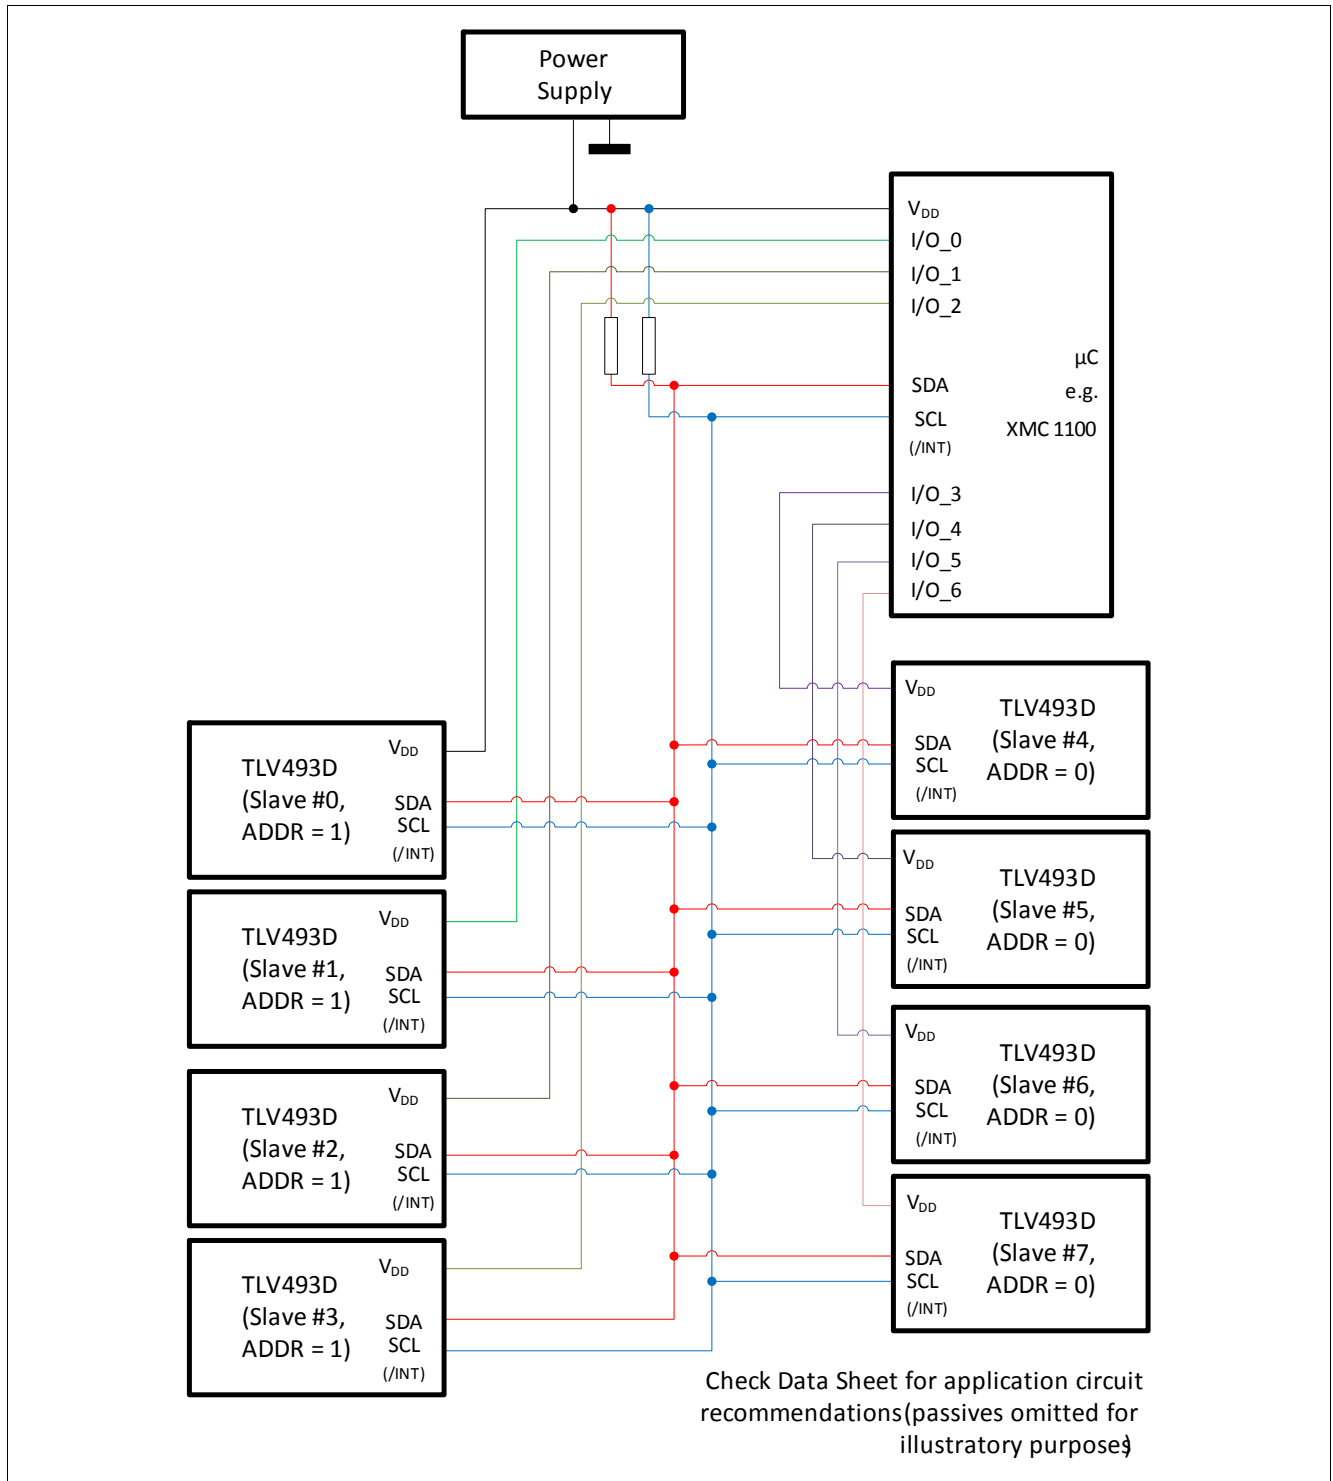 Power
Supply
VDD
I/O_0
I/O_1
I/O_2
SDA
SCL
(/INT)
I/O_3
I/O_4
I/O_5
I/O_6
µC
e.g.
XMC 1100
VDD
SDA
SCL
(/INT)
TLV493D
(Slave #0,
ADDR = 1)
VDD
SDA
SCL
(/INT)
TLV493D
(Slave #1,
ADDR = 1)
VDD
SDA
SCL
(/INT)
TLV493D
(Slave #2,
ADDR = 1)
VDD
SDA
SCL
(/INT)
TLV493D
(Slave #3,
ADDR = 1)
VDD
SDA
SCL
(/INT)
TLV493D
(Slave #4,
ADDR = 0)
VDD
SDA
SCL
(/INT)
TLV493D
(Slave #5,
ADDR = 0)
VDD
SDA
SCL
(/INT)
TLV493D
(Slave #6,
ADDR = 0)
VDD
SDA
SCL
(/INT)
TLV493D
(Slave #7,
ADDR = 0)
Check Data Sheet for application circuit
recommendations (passives omitted for
illustratory purposes)